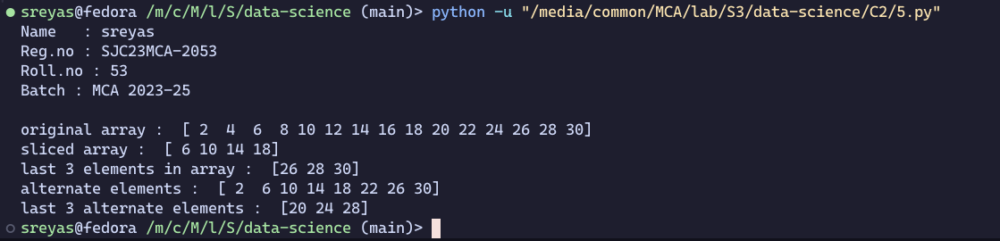 sreyas@fedora /m/c/M/l/S/data-science (main)> python -u "/media/common/MCA/lab/S3/data-science/C2/5.py"
Name   : sreyas
Reg.no : SJC23MCA-2053
Roll.no : 53
Batch : MCA 2023-25
original array :  [ 2  4  6  8 10 12 14 16 18 20 22 24 26 28 30]
sliced array :  [ 6 10 14 18]
last 3 elements in array :  [26 28 30]
alternate elements :  [ 2  6 10 14 18 22 26 30]
last 3 alternate elements :  [20 24 28]
sreyas@fedora /m/c/M/l/S/data-science (main)>